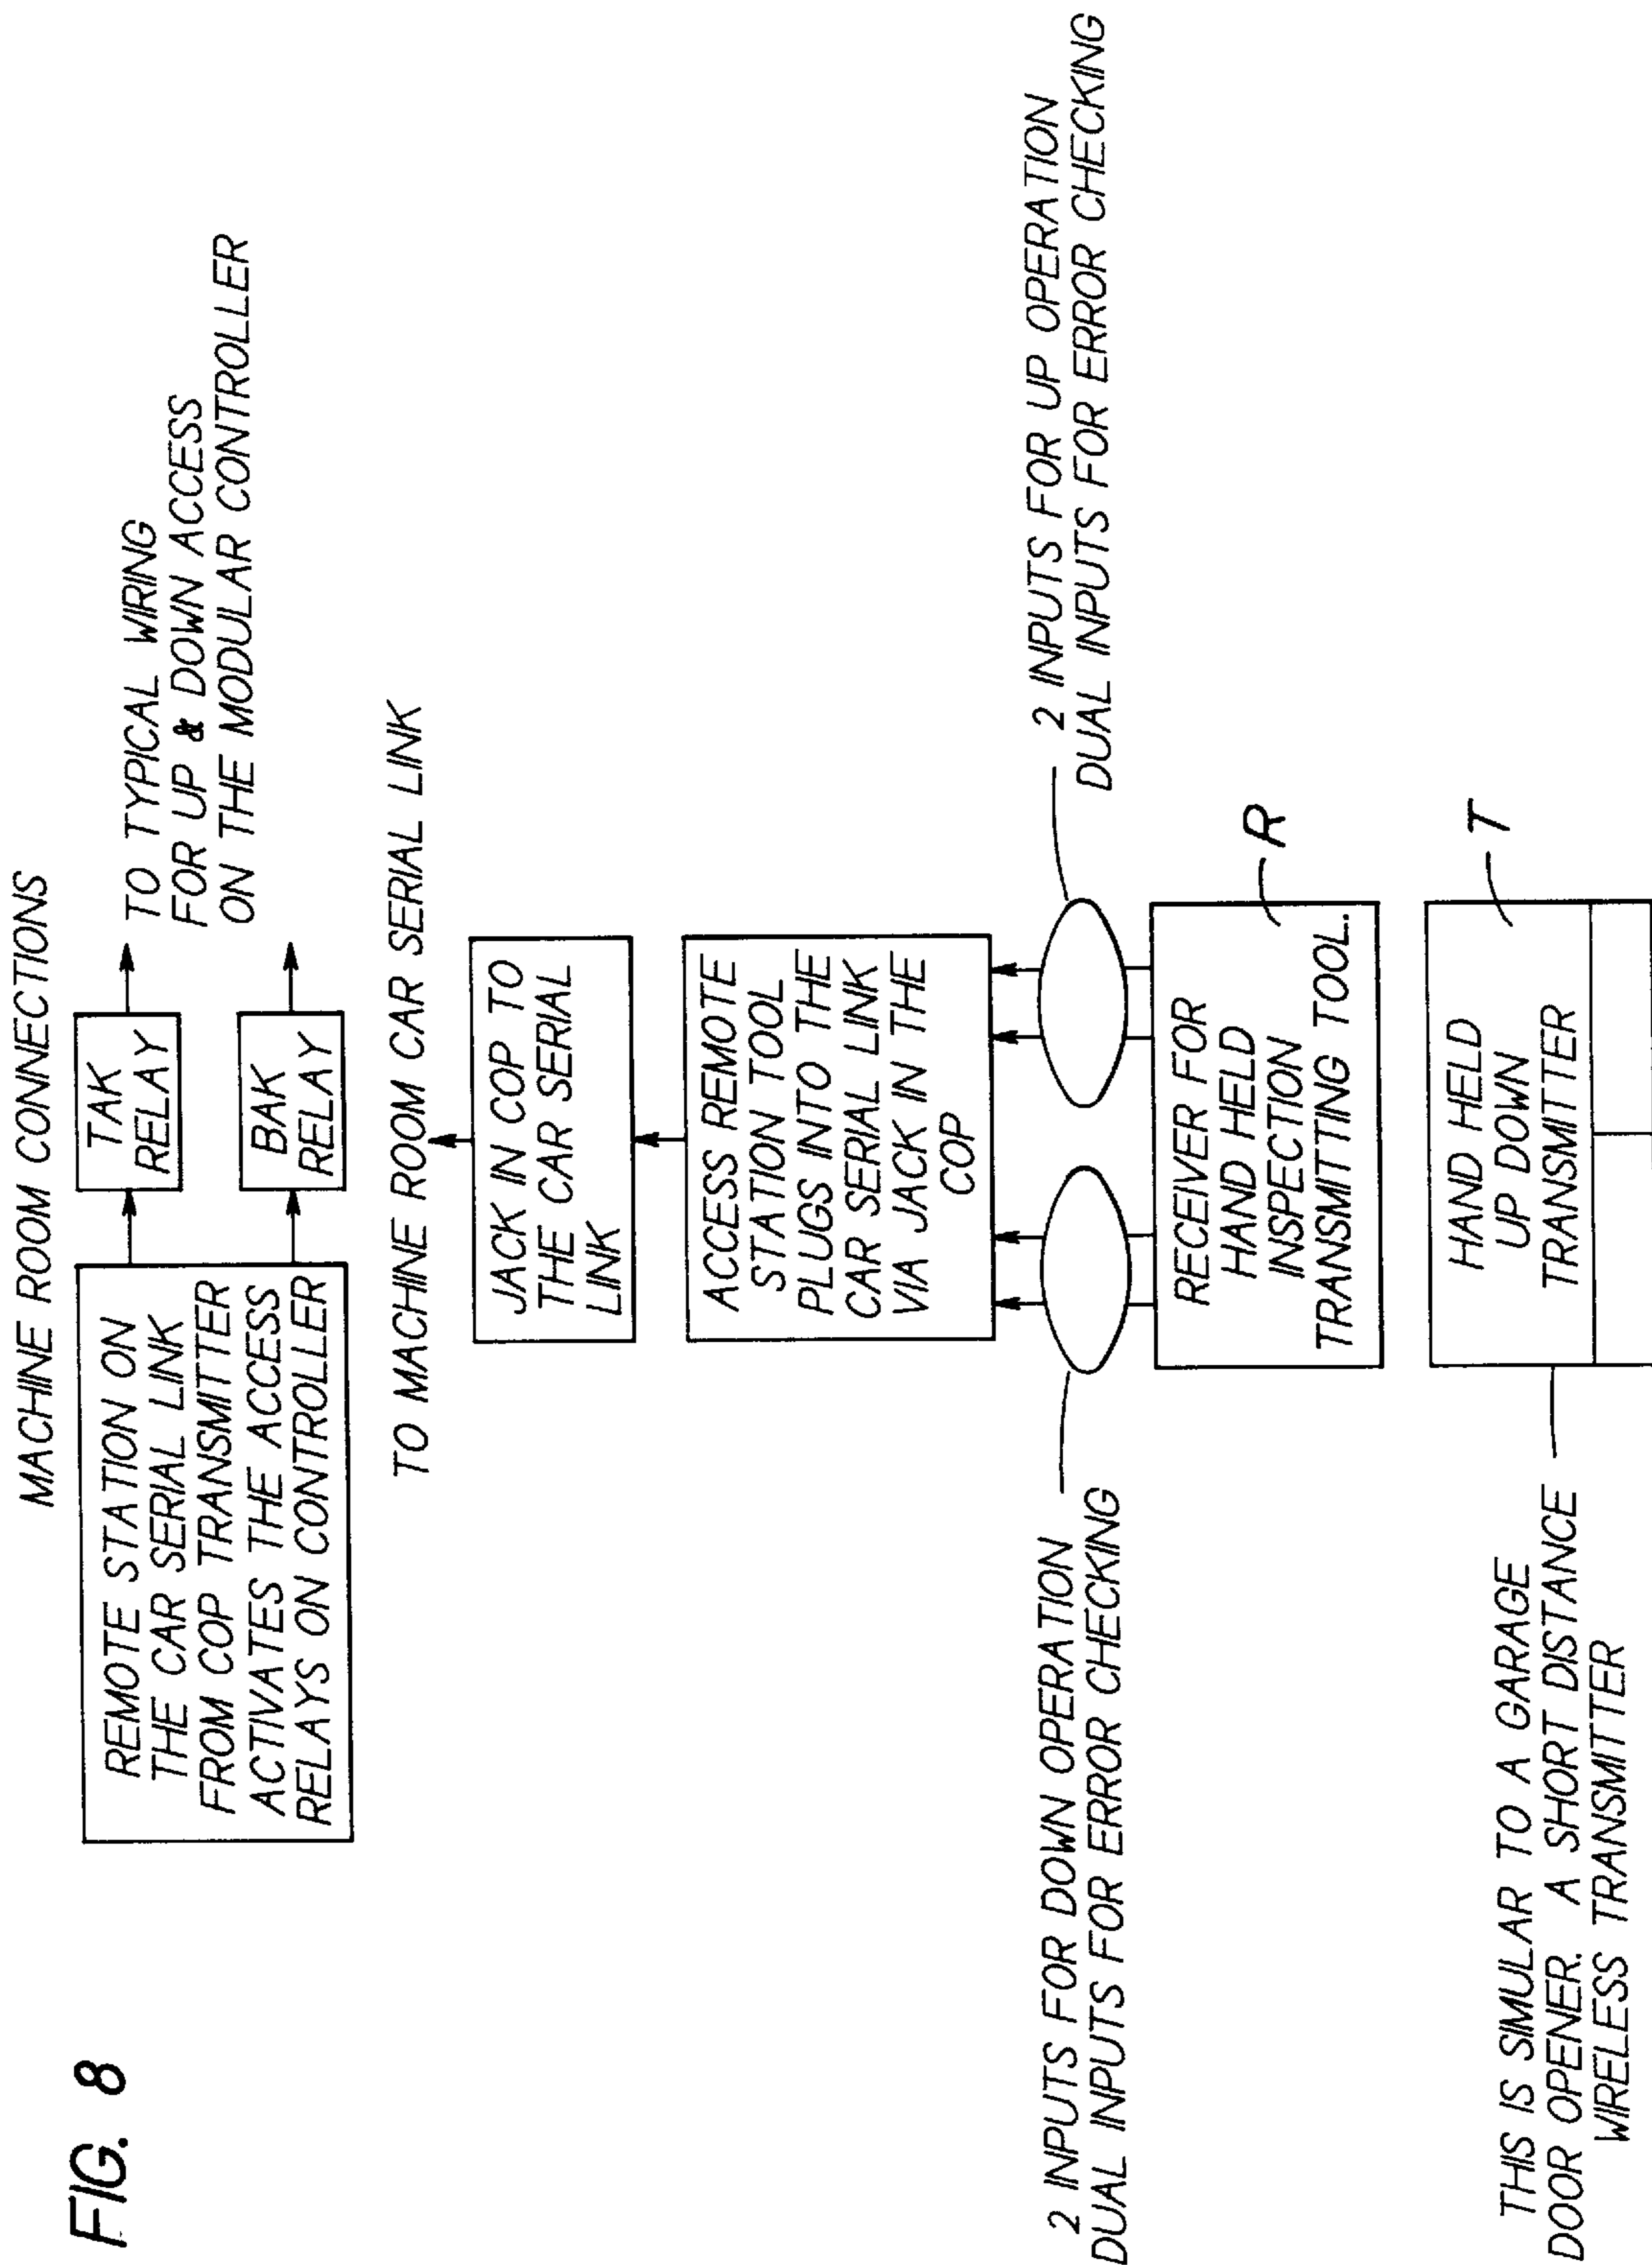 FIG. 8
MACHINE ROOM CONNECTIONS
REMOTE STATION ON
THE CAR SERIAL LINK
FROM COP TRANSMITTER
ACTIVATES THE ACCESS
RELAYS ON CONTROLLER
TAK
RELAY
BAK
RELAY
TO TYPICAL WIRING
FOR UP & DOWN ACCESS
ON THE MODULAR CONTROLLER
TO MACHINE ROOM CAR SERIAL LINK
JACK IN COP TO
THE CAR SERIAL
LINK
ACCESS REMOTE
STATION TOOL
PLUGS INTO THE
CAR SERIAL LINK
VIA JACK IN THE
COP
2 INPUTS FOR DOWN OPERATION
DUAL INPUTS FOR ERROR CHECKING
2 INPUTS FOR UP OPERATION
DUAL INPUTS FOR ERROR CHECKING
RECEIVER FOR
HAND HELD
INSPECTION
TRANSMITTING TOOL.
R
HAND HELD
UP DOWN
TRANSMITTER
T
THIS IS SIMULAR TO A GARAGE
DOOR OPENER. A SHORT DISTANCE
WIRELESS TRANSMITTER